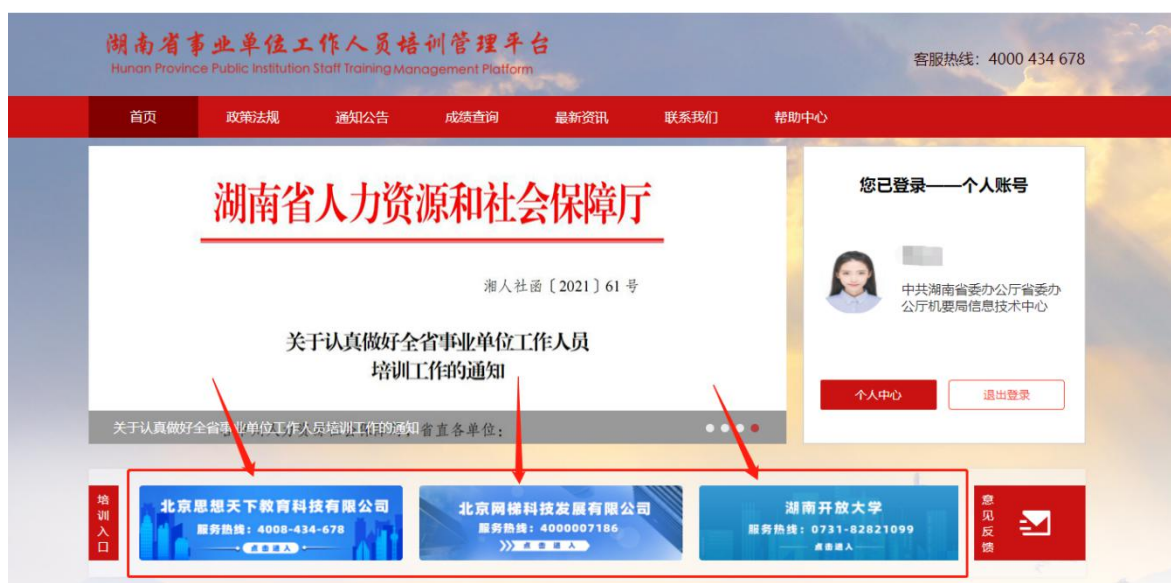 湖南省事业单位工作人员培训管理平台
Hunan Province Public Institution Staff Training Management Platform
客服热线：4000 434 678
首页 政策法规 通知公告 成绩查询 最新资讯 联系我们 帮助中心
湖南省人力资源和社会保障厅
湘人社函〔2021〕61 号
关于认真做好全省事业单位工作人员
培训工作的通知
省直各单位：
关于认真做好全省事业单位工作人员培训工作的通知
您已登录——个人账号
中共湖南省委办公厅省委办
公厅机要局信息技术中心
个人中心
退出登录
培训入口
北京思想天下教育科技有限公司
服务热线：4008-434-678
点击进入
北京网梯科技发展有限公司
服务热线：4000007186
点击进入
湖南开放大学
服务热线：0731-82821099
点击进入
意见反馈